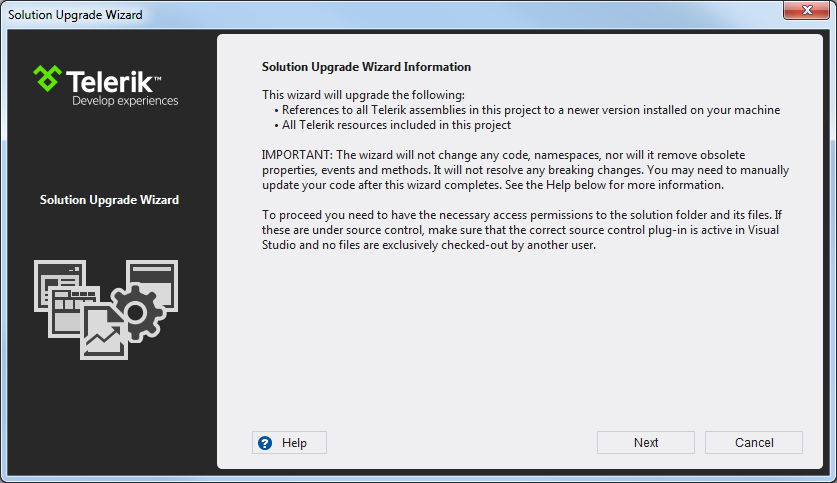 Solution Upgrade Wizard
Telerik™
Develop experiences
Solution Upgrade Wizard
Solution Upgrade Wizard Information
This wizard will upgrade the following:
• References to all Telerik assemblies in this project to a newer version installed on your machine
• All Telerik resources included in this project
IMPORTANT: The wizard will not change any code, namespaces, nor will it remove obsolete
properties, events and methods. It will not resolve any breaking changes. You may need to manually
update your code after this wizard completes. See the Help below for more information.
To proceed you need to have the necessary access permissions to the solution folder and its files. If
these are under source control, make sure that the correct source control plug-in is active in Visual
Studio and no files are exclusively checked-out by another user.
? Help
Next
Cancel